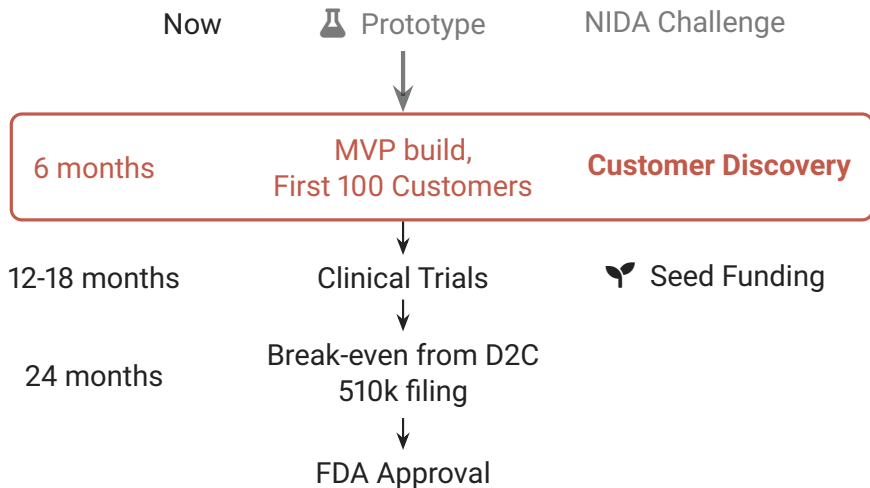 Now Prototype NIDA Challenge
6 months MVP build, Customer Discovery
First 100 Customers
12-18 months Clinical Trials Seed Funding
24 months Break-even from D2C
510k filing
FDA Approval